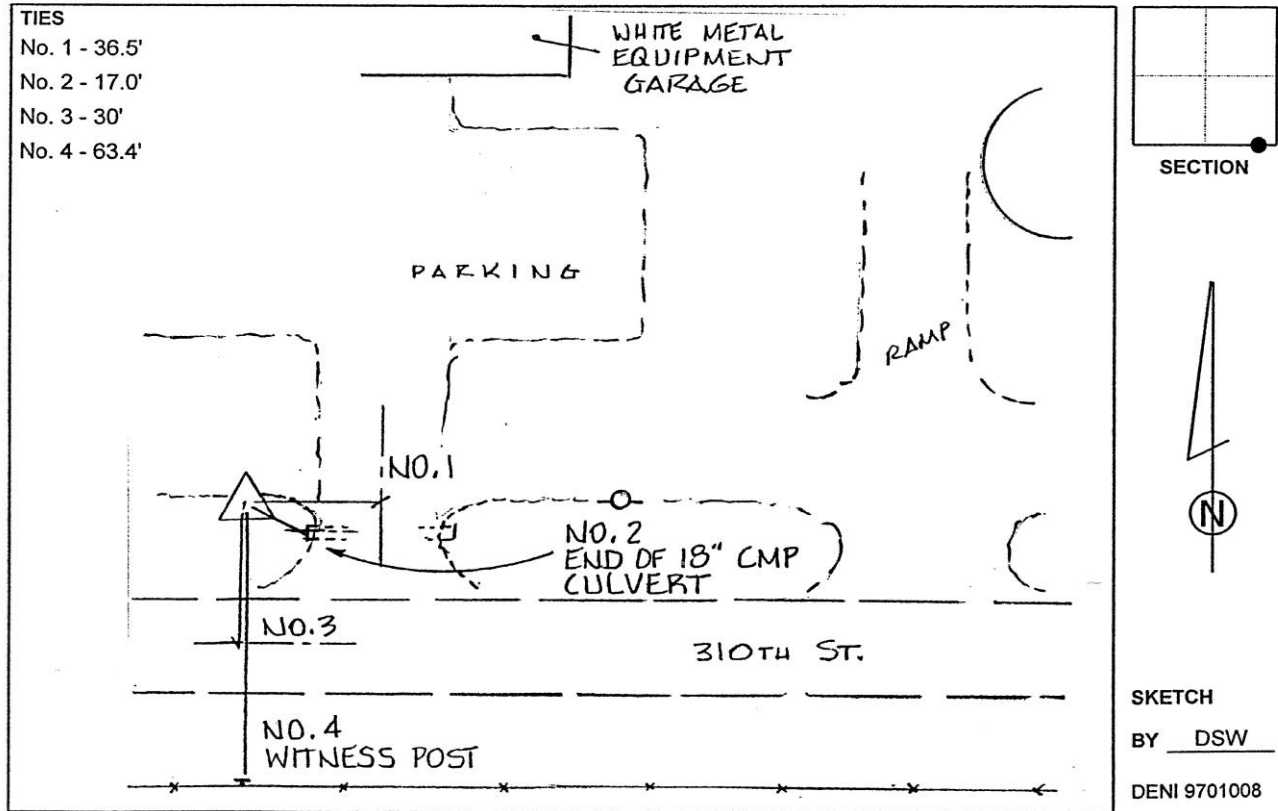 TIES
No. 1 - 36.5'
No. 2 - 17.0'
No. 3 - 30'
No. 4 - 63.4'
WHITE METAL
EQUIPMENT
GARAGE
SECTION
PARKING
RAMP
NO.1
NO. 2
END OF 18" CMP
CULVERT
N
NO.3
310TH ST.
NO.4
WITNESS POST
SKETCH
BY DSW
DENI 9701008